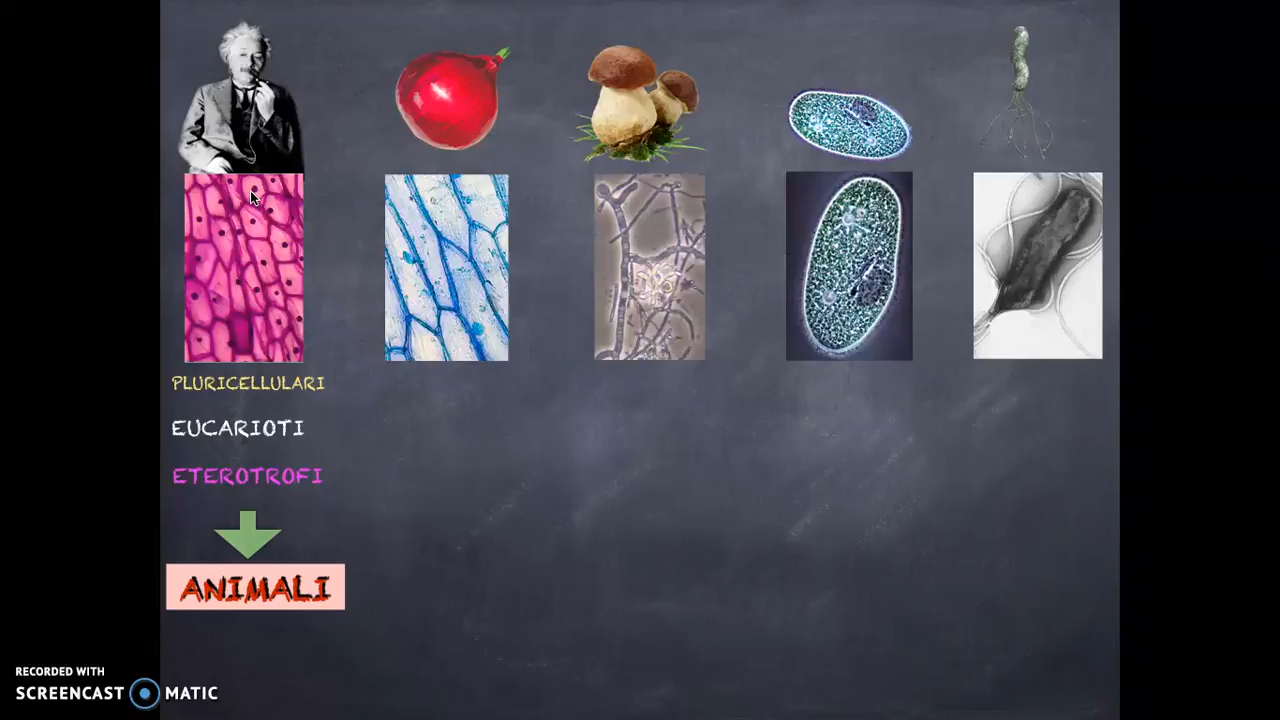 PLURICELLULARI
EUCARIOTI
ETEROTROFI
ANIMALI
RECORDED WITH
SCREENCAST MATIC